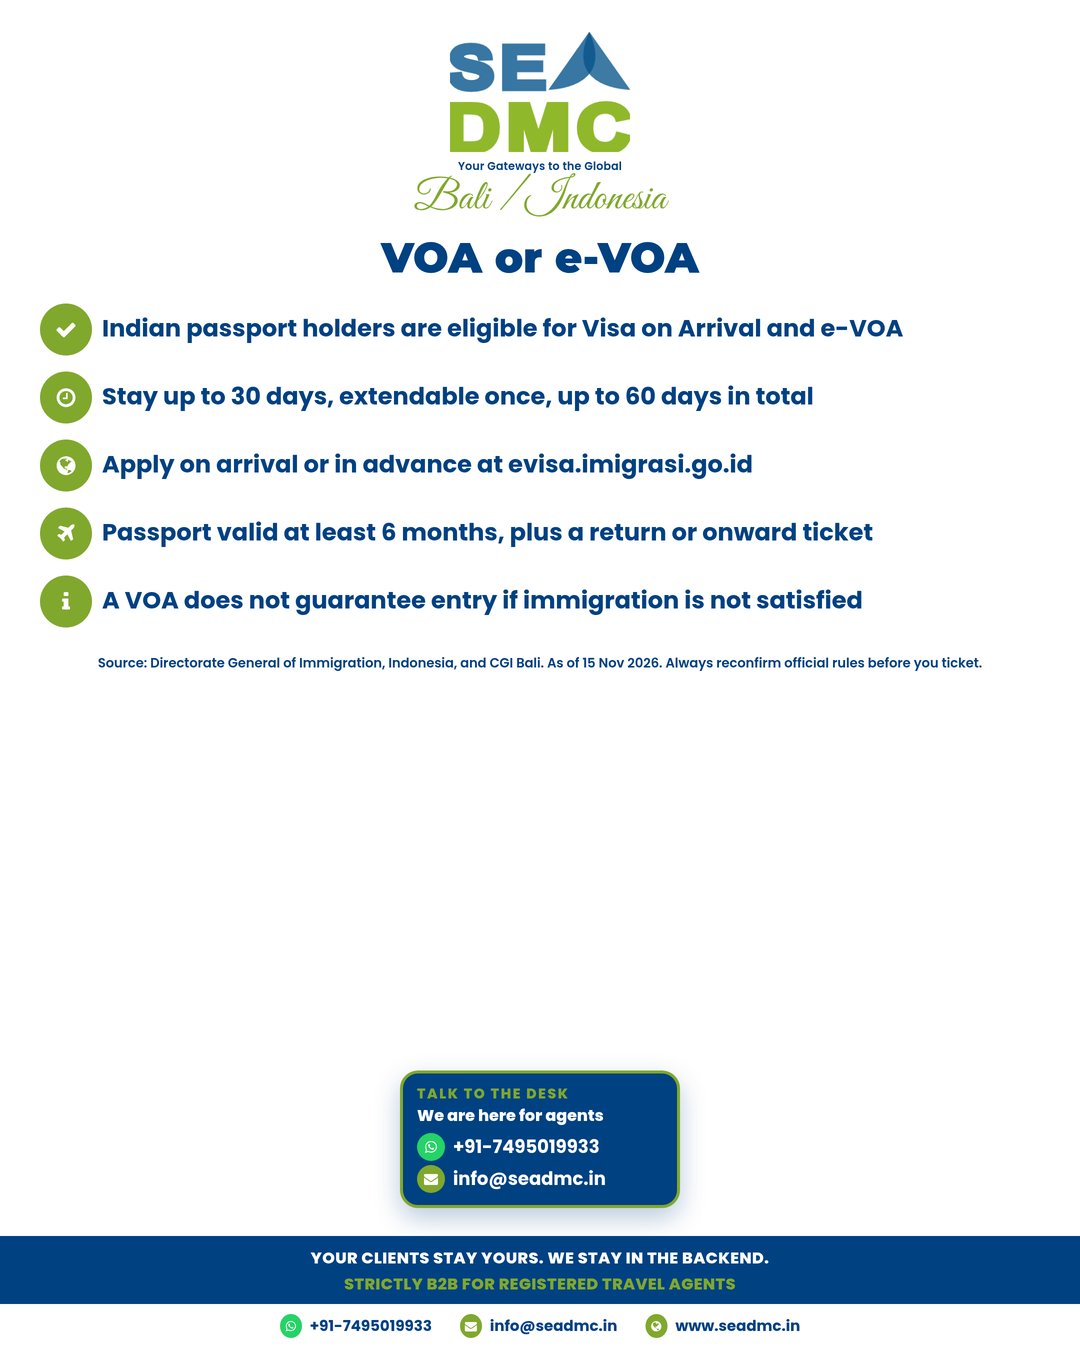 SEA
DMC
Your Gateways to the Global
Bali / Indonesia
VOA or e-VOA
Indian passport holders are eligible for Visa on Arrival and e-VOA
Stay up to 30 days, extendable once, up to 60 days in total
Apply on arrival or in advance at evisa.imigrasi.go.id
Passport valid at least 6 months, plus a return or onward ticket
A VOA does not guarantee entry if immigration is not satisfied
Source: Directorate General of Immigration, Indonesia, and CGI Bali. As of 15 Nov 2026. Always reconfirm official rules before you ticket.
TALK TO THE DESK
We are here for agents
+91-7495019933
info@seadmc.in
YOUR CLIENTS STAY YOURS. WE STAY IN THE BACKEND.
STRICTLY B2B FOR REGISTERED TRAVEL AGENTS
+91-7495019933 info@seadmc.in www.seadmc.in